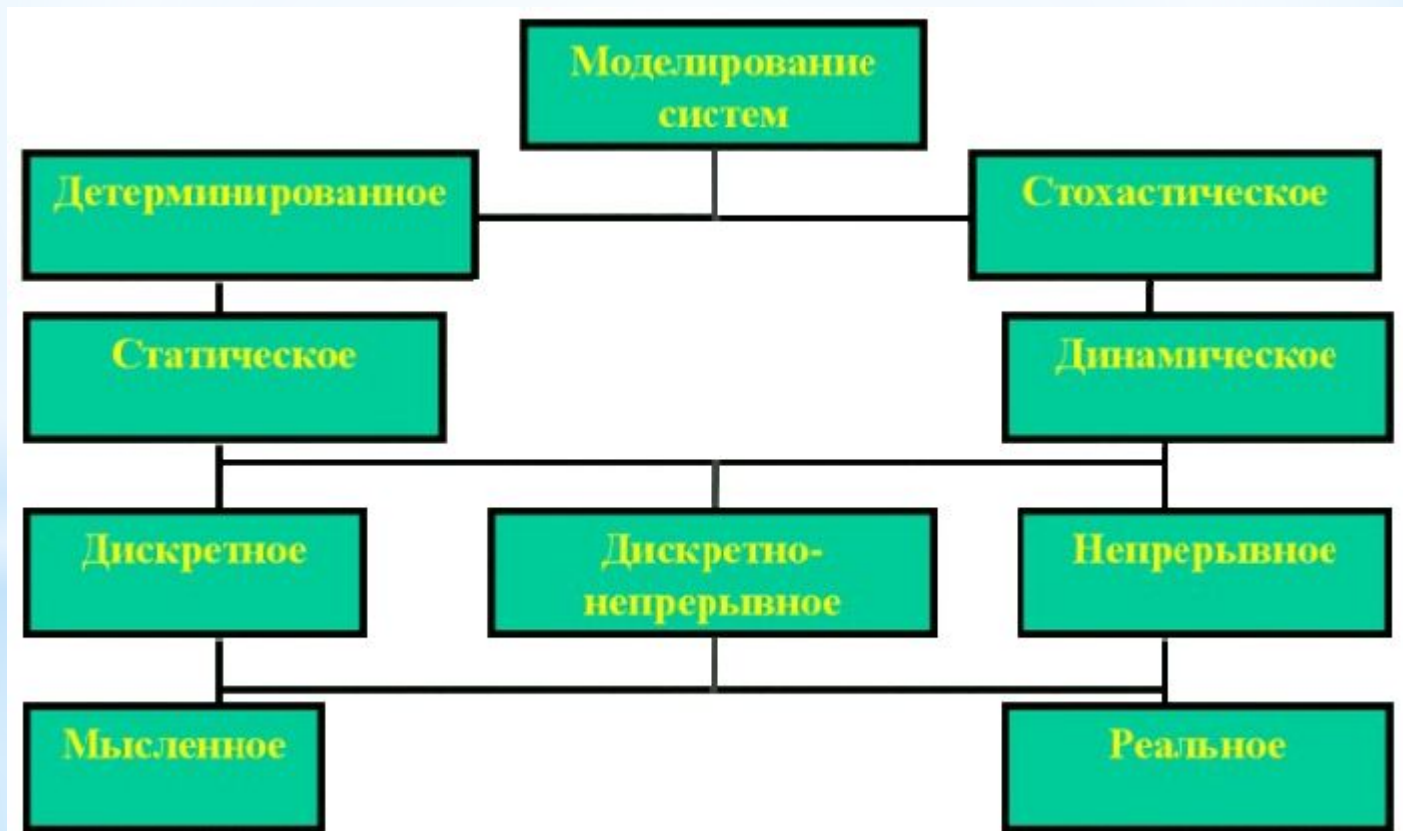 Моделирование
систем
Детерминированное
Стохастическое
Статическое
Динамическое
Дискретное
Дискретно-
непрерывное
Непрерывное
Мысленное
Реальное